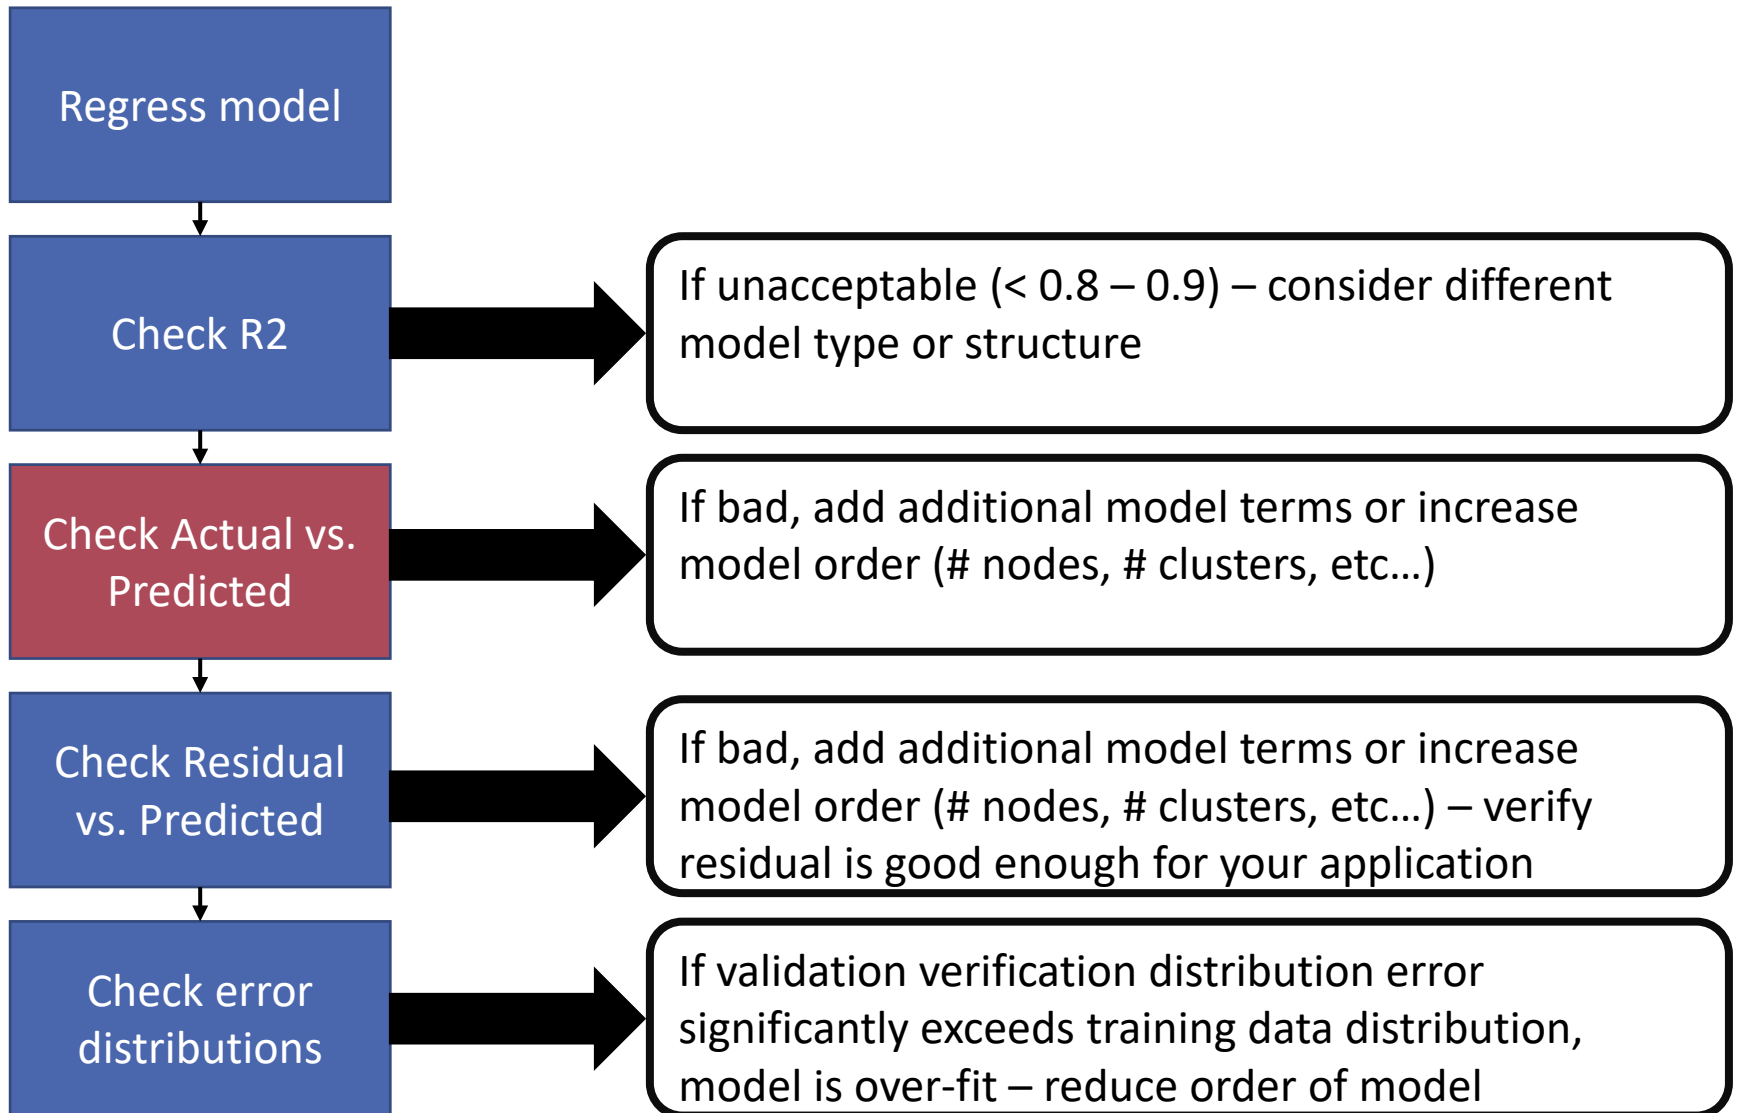 Regress model
Check R2
If unacceptable (< 0.8 – 0.9) – consider different
model type or structure
Check Actual vs.
Predicted
If bad, add additional model terms or increase
model order (# nodes, # clusters, etc...)
Check Residual
vs. Predicted
If bad, add additional model terms or increase
model order (# nodes, # clusters, etc...) – verify
residual is good enough for your application
Check error
distributions
If validation verification distribution error
significantly exceeds training data distribution,
model is over-fit – reduce order of model